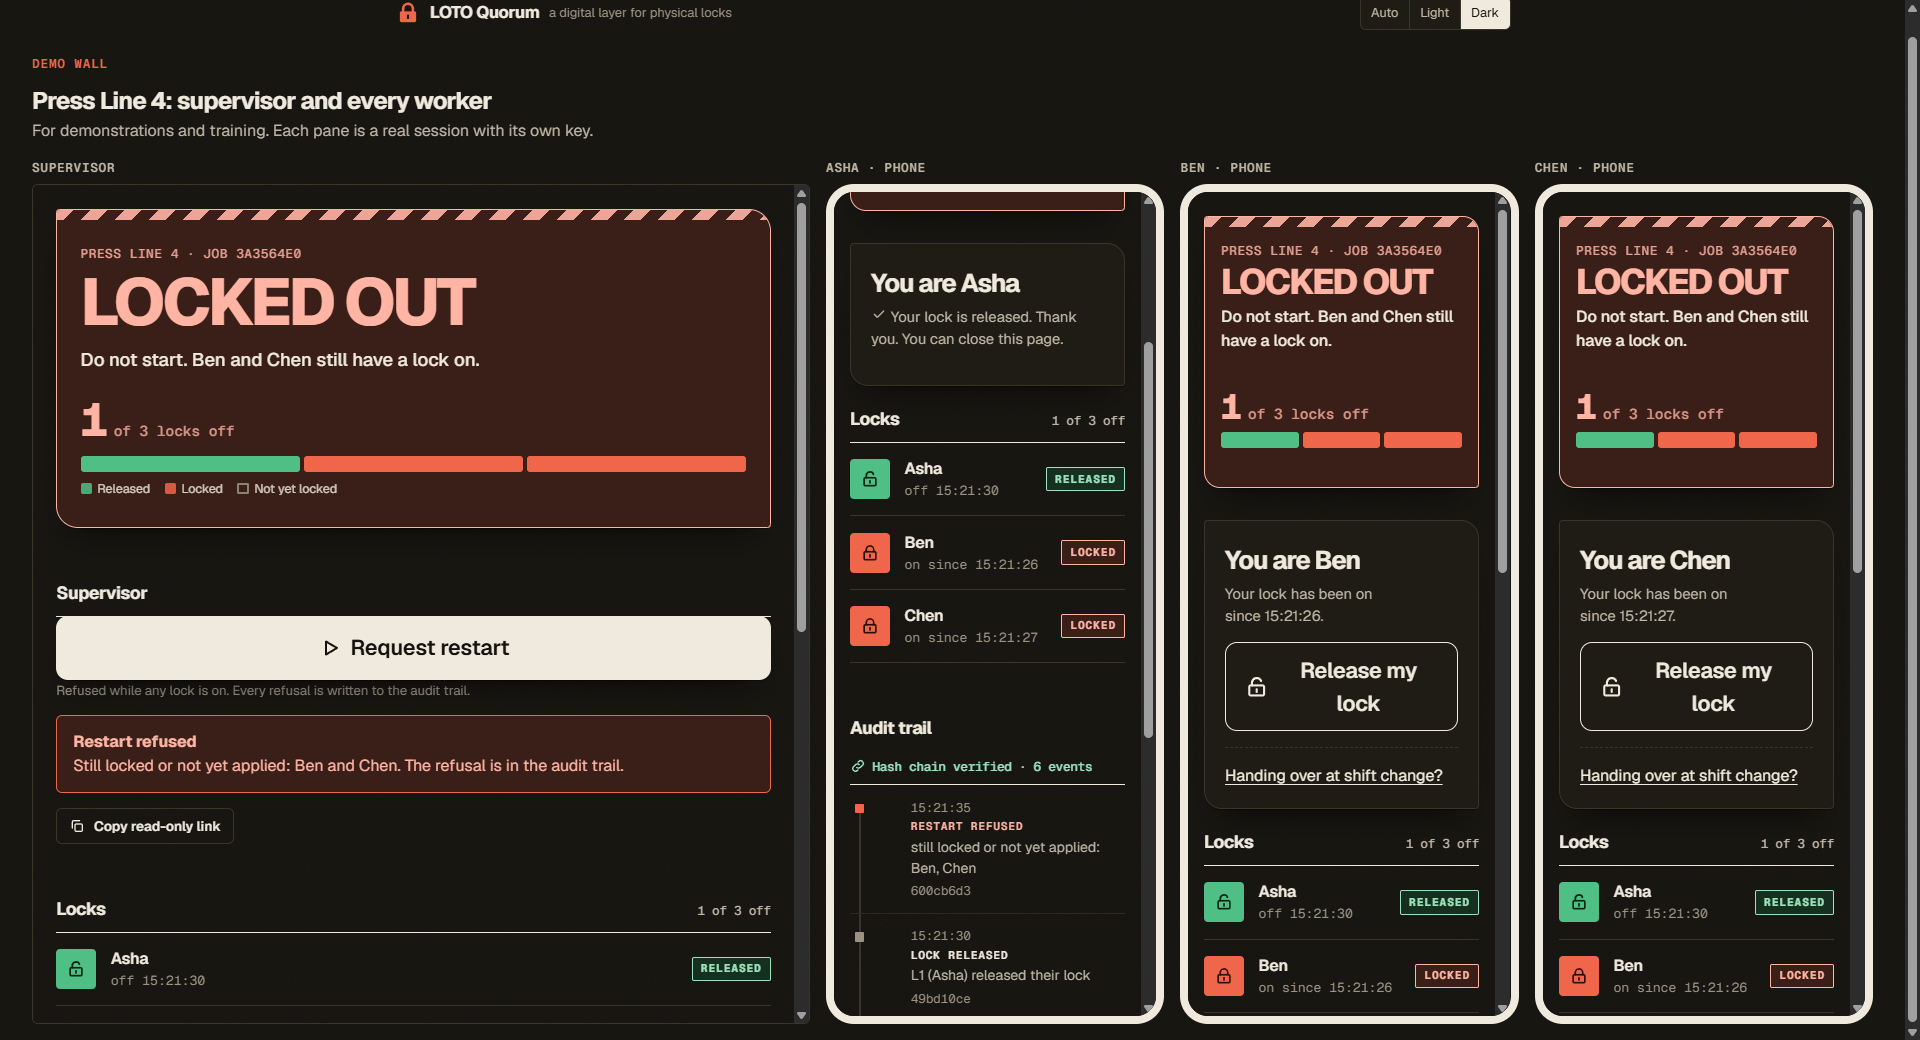 LOTO Quorum a digital layer for physical locks
Auto Light Dark
DEMO WALL
Press Line 4: supervisor and every worker
For demonstrations and training. Each pane is a real session with its own key.
SUPERVISOR
PRESS LINE 4 · JOB 3A3564E0
LOCKED OUT
Do not start. Ben and Chen still have a lock on.
1 of 3 locks off
Released Locked Not yet locked
Supervisor
Request restart
Refused while any lock is on. Every refusal is written to the audit trail.
Restart refused
Still locked or not yet applied: Ben and Chen. The refusal is in the audit trail.
Copy read-only link
Locks 1 of 3 off
Asha
off 15:21:30
RELEASED
ASHA · PHONE
You are Asha
Your lock is released. Thank
you. You can close this page.
Locks 1 of 3 off
Asha
off 15:21:30
RELEASED
Ben
on since 15:21:26
LOCKED
Chen
on since 15:21:27
LOCKED
Audit trail
Hash chain verified · 6 events
15:21:35
RESTART REFUSED
still locked or not yet applied:
Ben, Chen
600cb6d3
15:21:30
LOCK RELEASED
L1 (Asha) released their lock
49bd10ce
BEN · PHONE
PRESS LINE 4 · JOB 3A3564E0
LOCKED OUT
Do not start. Ben and Chen still
have a lock on.
1 of 3 locks off
You are Ben
Your lock has been on
since 15:21:26.
Release my
lock
Handing over at shift change?
Locks 1 of 3 off
Asha
off 15:21:30
RELEASED
Ben
on since 15:21:26
LOCKED
CHEN · PHONE
PRESS LINE 4 · JOB 3A3564E0
LOCKED OUT
Do not start. Ben and Chen still
have a lock on.
1 of 3 locks off
You are Chen
Your lock has been on
since 15:21:27.
Release my
lock
Handing over at shift change?
Locks 1 of 3 off
Asha
off 15:21:30
RELEASED
Ben
on since 15:21:26
LOCKED